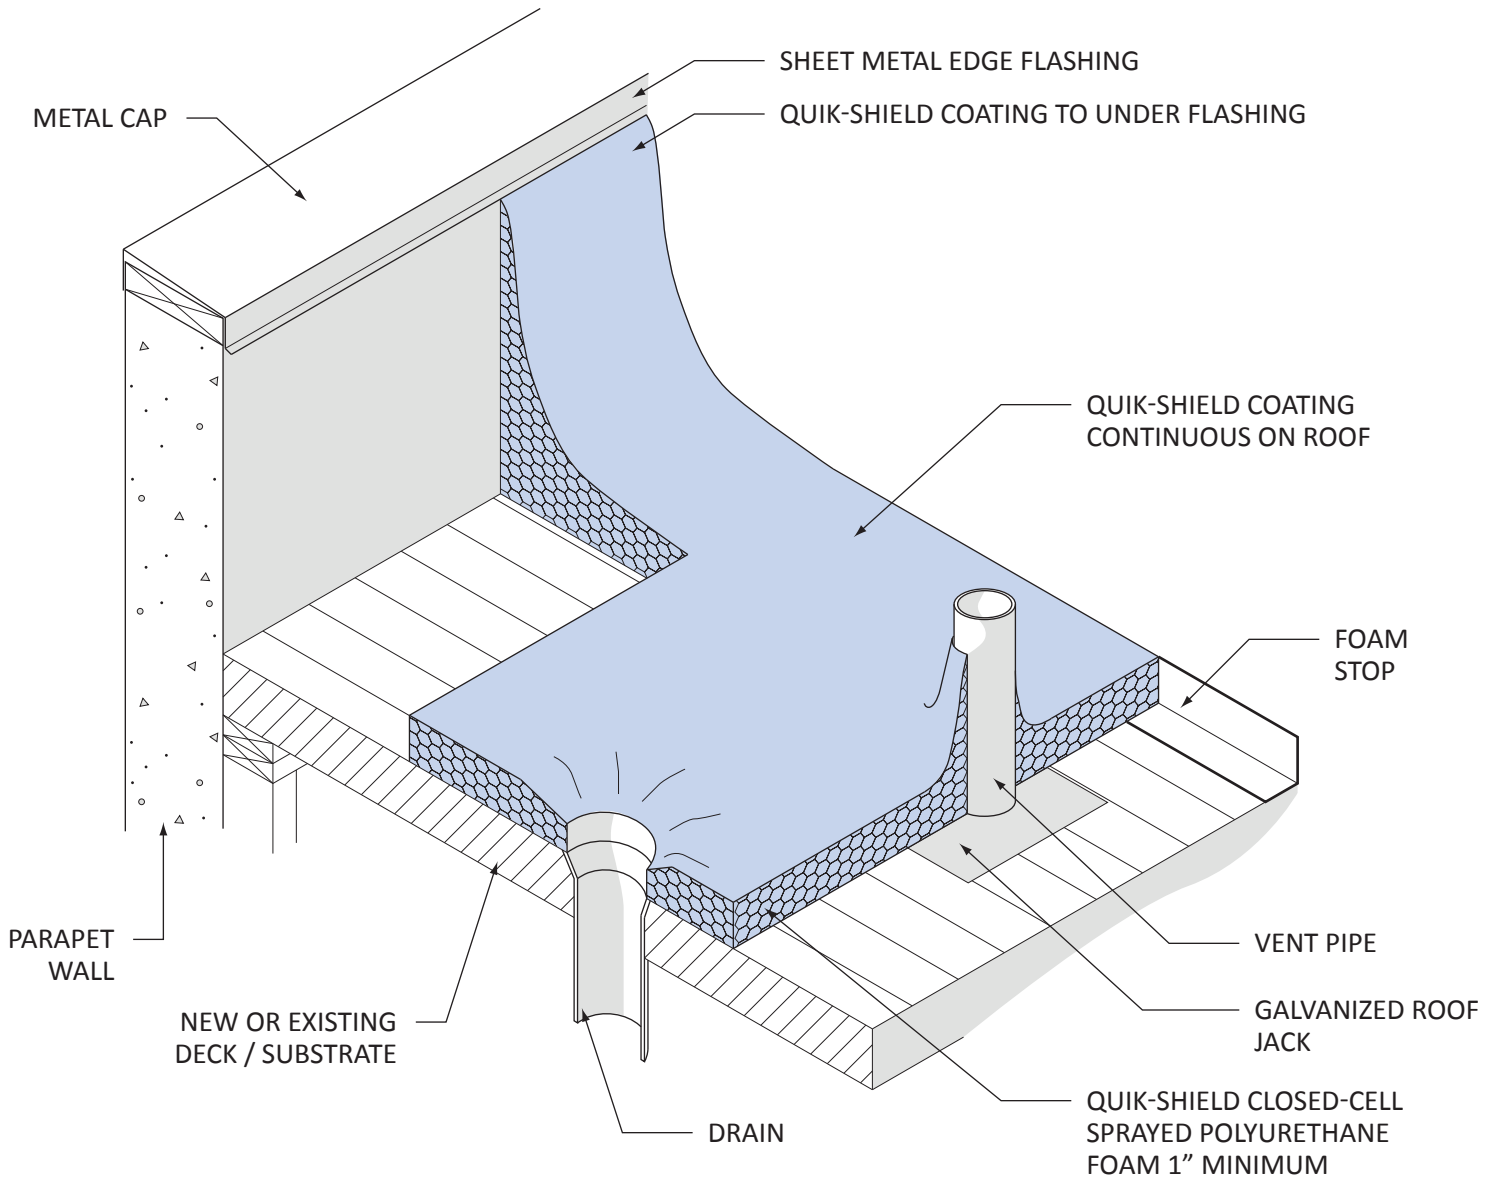 SHEET METAL EDGE FLASHING
METAL CAP
QUIK-SHIELD COATING TO UNDER FLASHING
QUIK-SHIELD COATING
CONTINUOUS ON ROOF
FOAM
STOP
PARAPET
WALL
VENT PIPE
NEW OR EXISTING
DECK / SUBSTRATE
GALVANIZED ROOF
JACK
QUIK-SHIELD CLOSED-CELL
SPRAYED POLYURETHANE
FOAM 1” MINIMUM
DRAIN